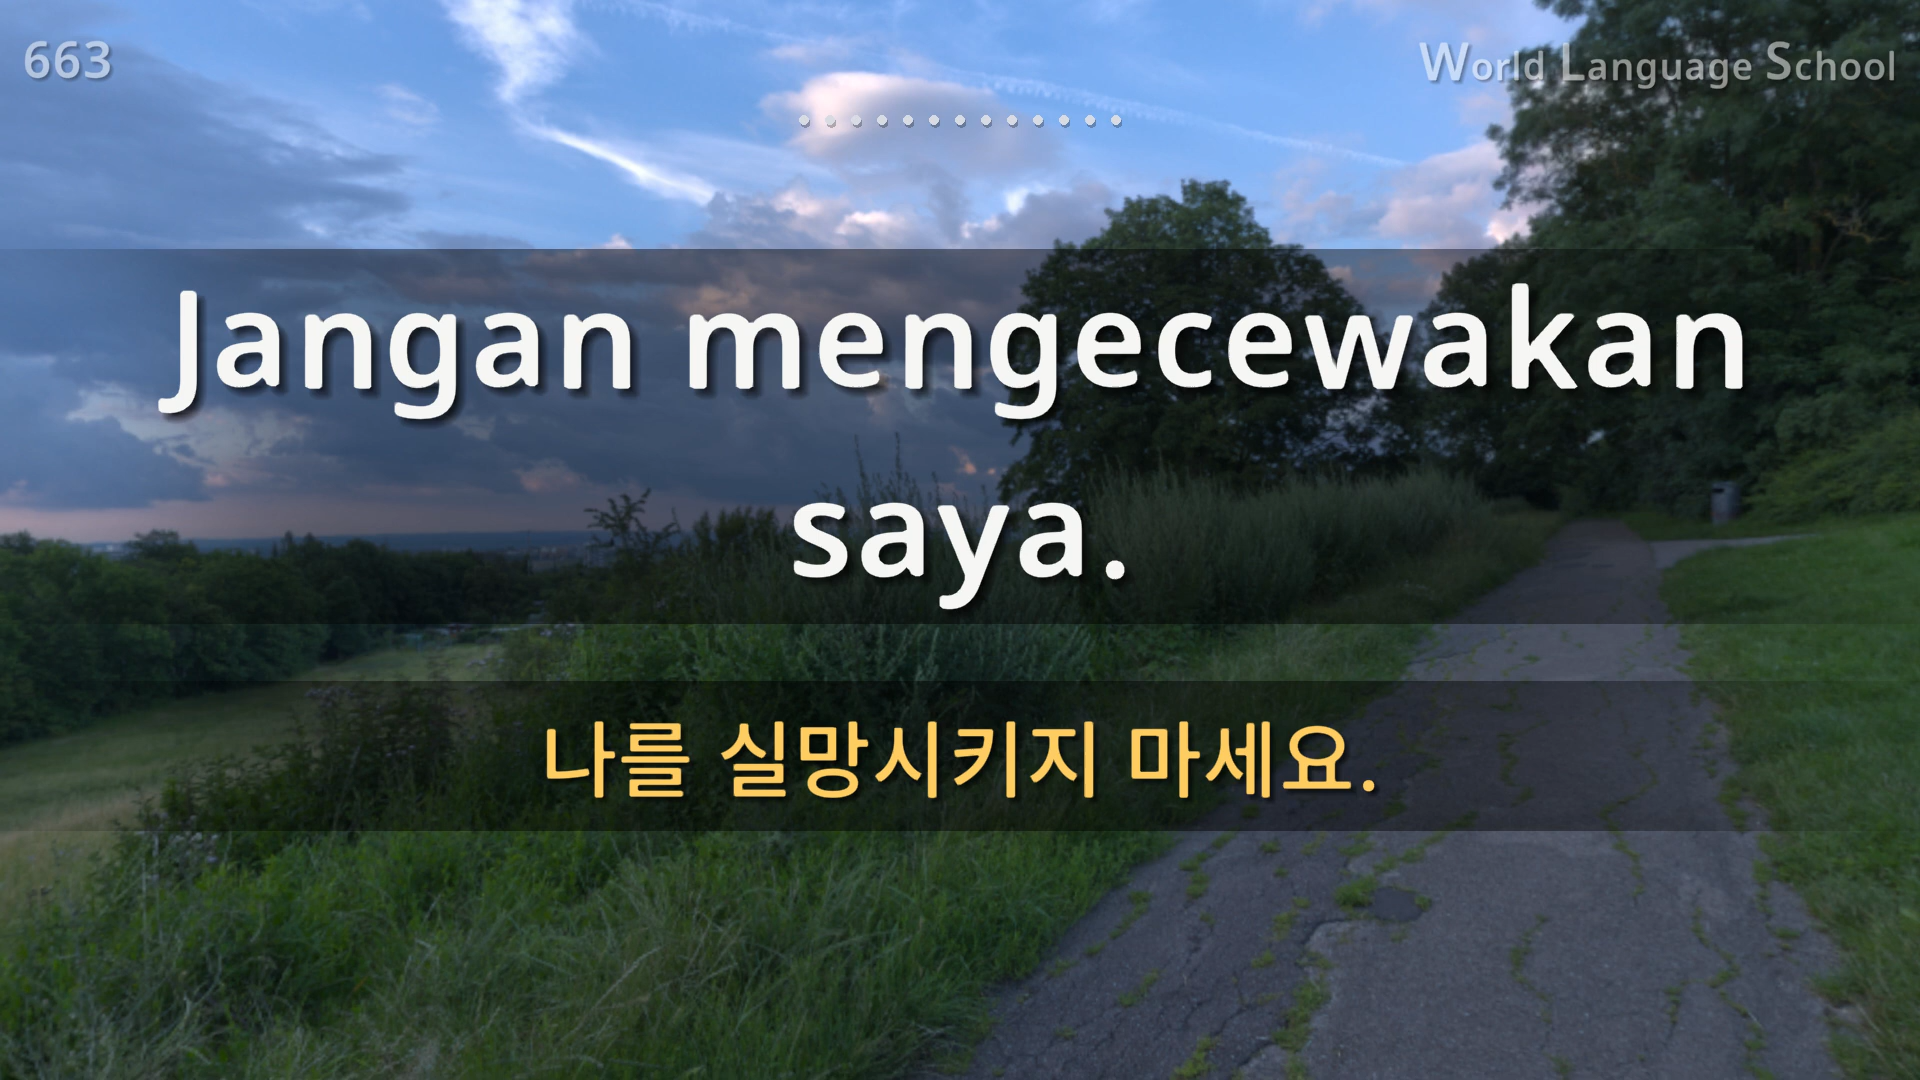 663
World Language School
Jangan mengecewakan
saya.
나를 실망시키지 마세요.